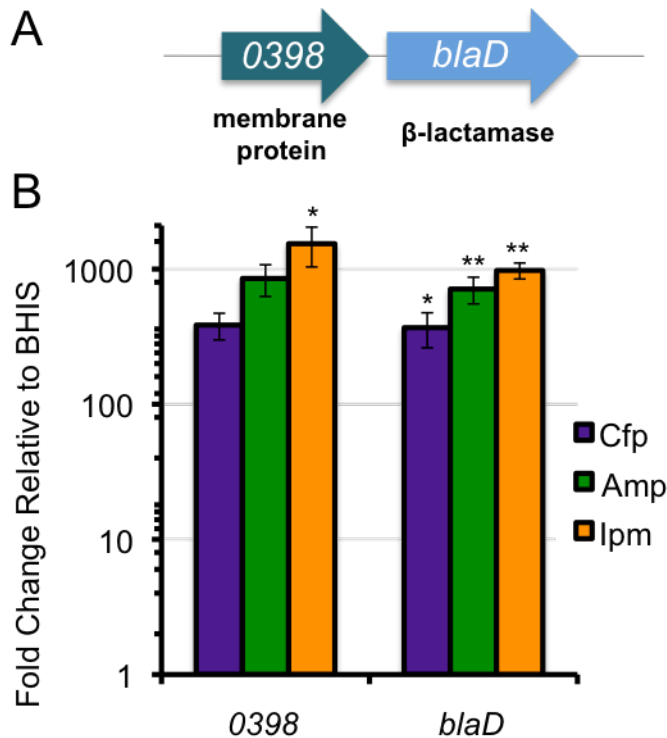 A
0398 blaD
membrane
protein
β-lactamase
B
Fold Change Relative to BHIS
1000
100
10
1
*
* ** **
Cfp
Amp
Ipm
0398 blaD